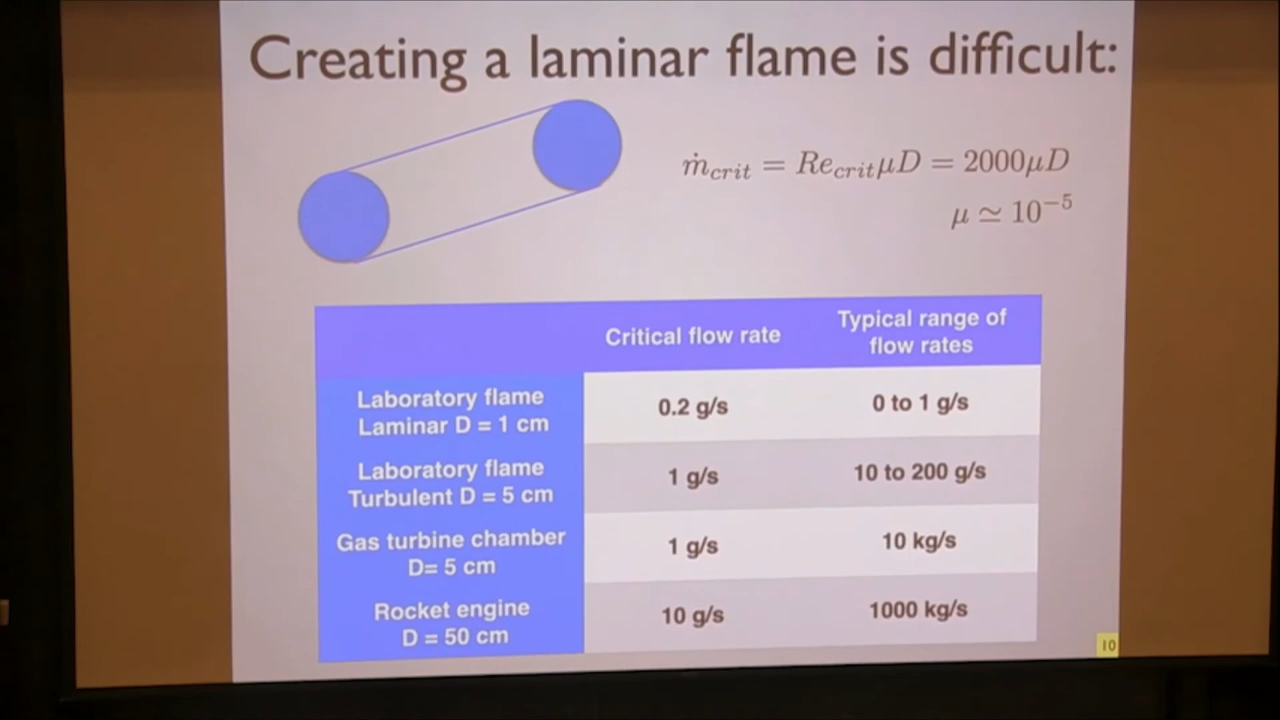 Creating a laminar flame is difficult:
ṁ_crit = Re_crit μD = 2000μD
μ ≃ 10⁻⁵
Critical flow rate
Typical range of
flow rates
Laboratory flame
Laminar D = 1 cm
0.2 g/s
0 to 1 g/s
Laboratory flame
Turbulent D = 5 cm
1 g/s
10 to 200 g/s
Gas turbine chamber
D= 5 cm
1 g/s
10 kg/s
Rocket engine
D = 50 cm
10 g/s
1000 kg/s
10